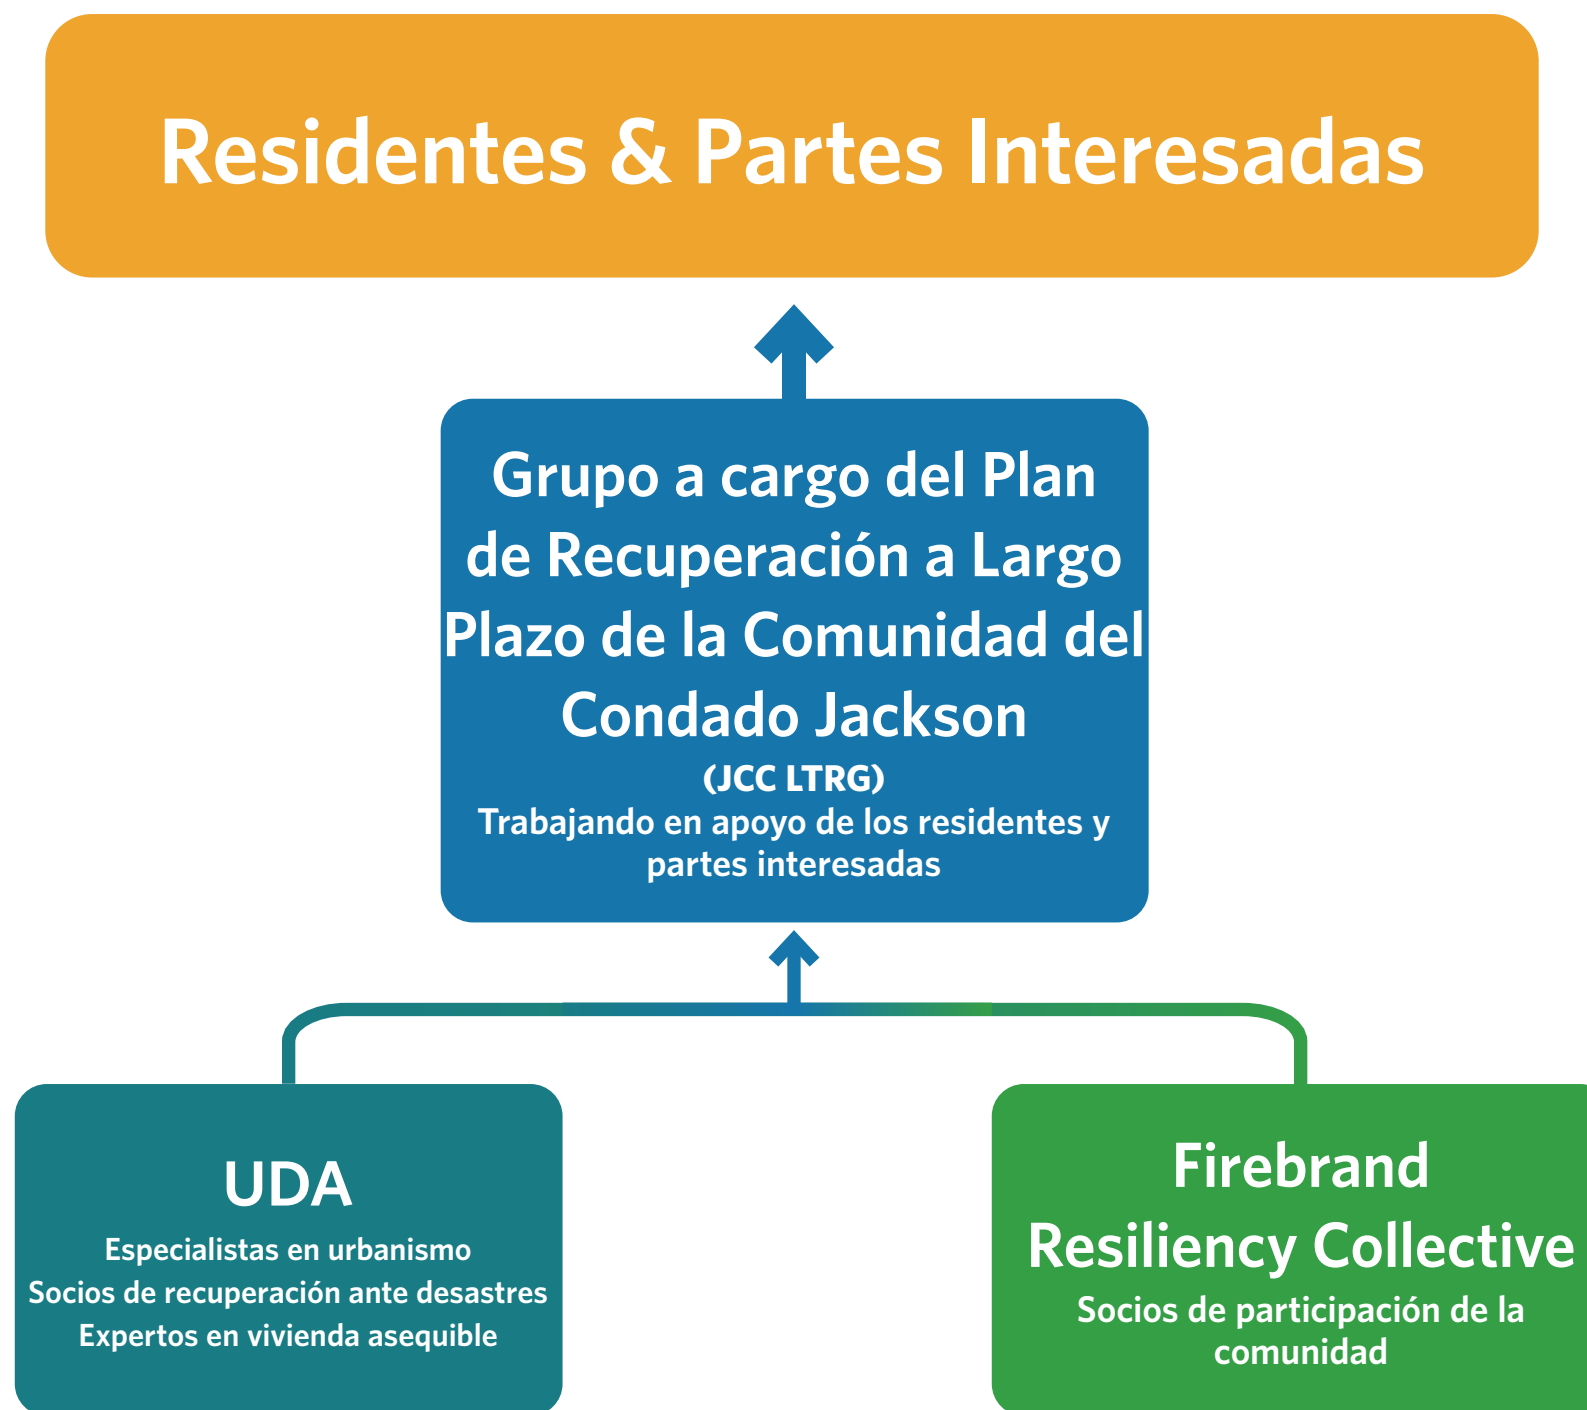 Residentes & Partes Interesadas
Grupo a cargo del Plan
de Recuperación a Largo
Plazo de la Comunidad del
Condado Jackson
(JCC LTRG)
Trabajando en apoyo de los residentes y
partes interesadas
UDA
Especialistas en urbanismo
Socios de recuperación ante desastres
Expertos en vivienda asequible
Firebrand
Resiliency Collective
Socios de participación de la
comunidad